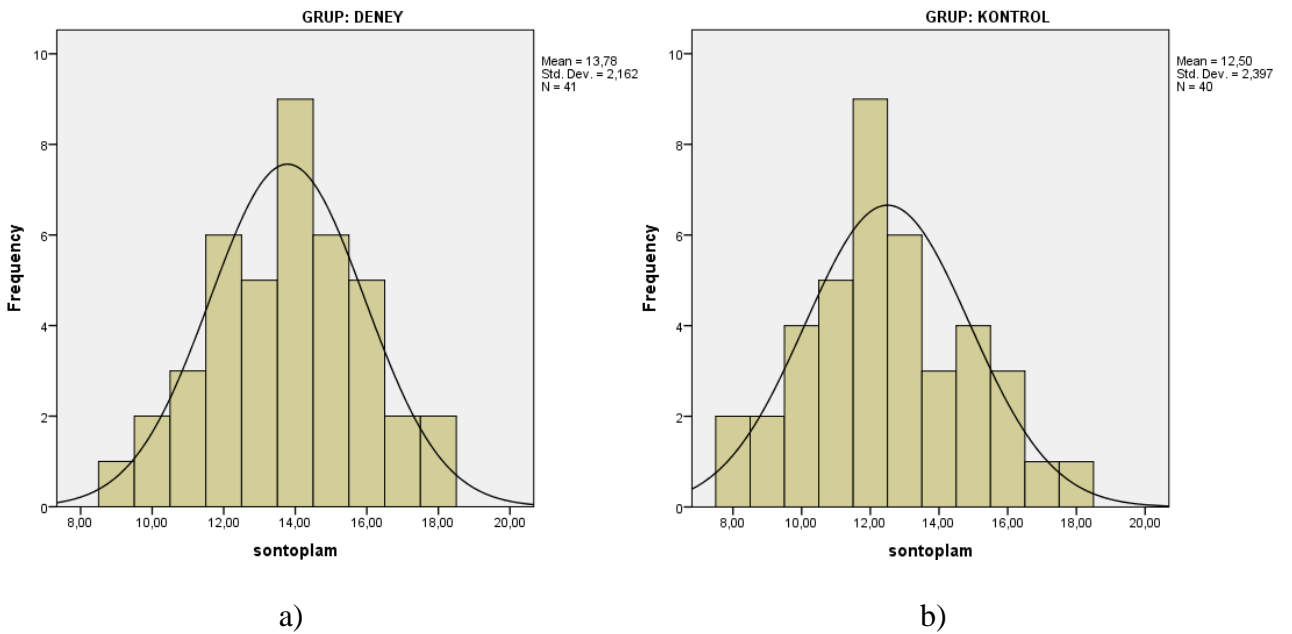 GRUP: DENEY
Mean = 13,78
Std. Dev. = 2,162
N = 41
Frequency
10
8
6
4
2
0
8,00 10,00 12,00 14,00 16,00 18,00 20,00
sontoplam
a)
GRUP: KONTROL
Mean = 12,50
Std. Dev. = 2,397
N = 40
Frequency
10
8
6
4
2
0
8,00 10,00 12,00 14,00 16,00 18,00 20,00
sontoplam
b)